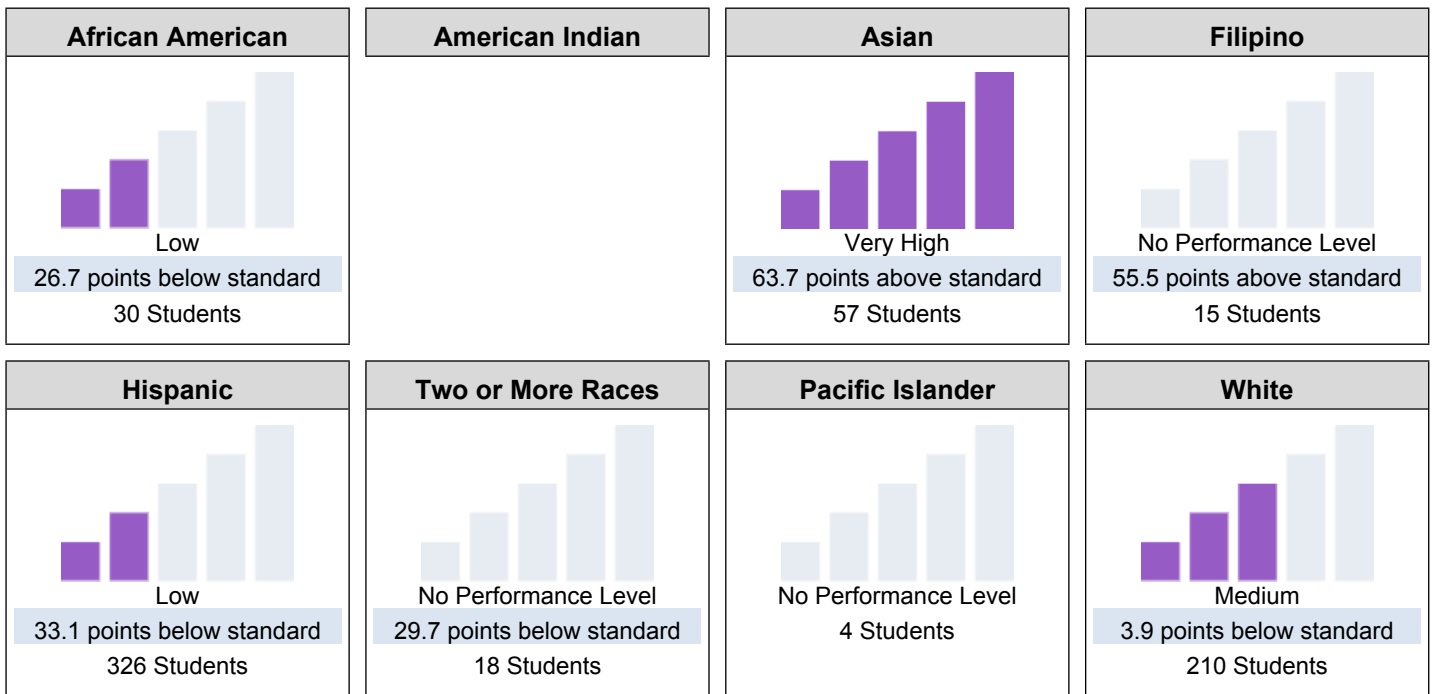 African American
American Indian
Asian
Filipino
Low
26.7 points below standard
30 Students
Very High
63.7 points above standard
57 Students
No Performance Level
55.5 points above standard
15 Students
Hispanic
Two or More Races
Pacific Islander
White
Low
33.1 points below standard
326 Students
No Performance Level
29.7 points below standard
18 Students
No Performance Level
4 Students
Medium
3.9 points below standard
210 Students